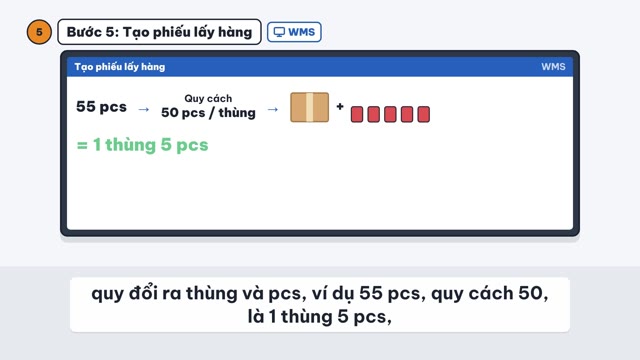 5
Bước 5: Tạo phiếu lấy hàng
WMS
Tạo phiếu lấy hàng
WMS
55 pcs → Quy cách → +
50 pcs / thùng
= 1 thùng 5 pcs
quy đổi ra thùng và pcs, ví dụ 55 pcs, quy cách 50,
là 1 thùng 5 pcs,